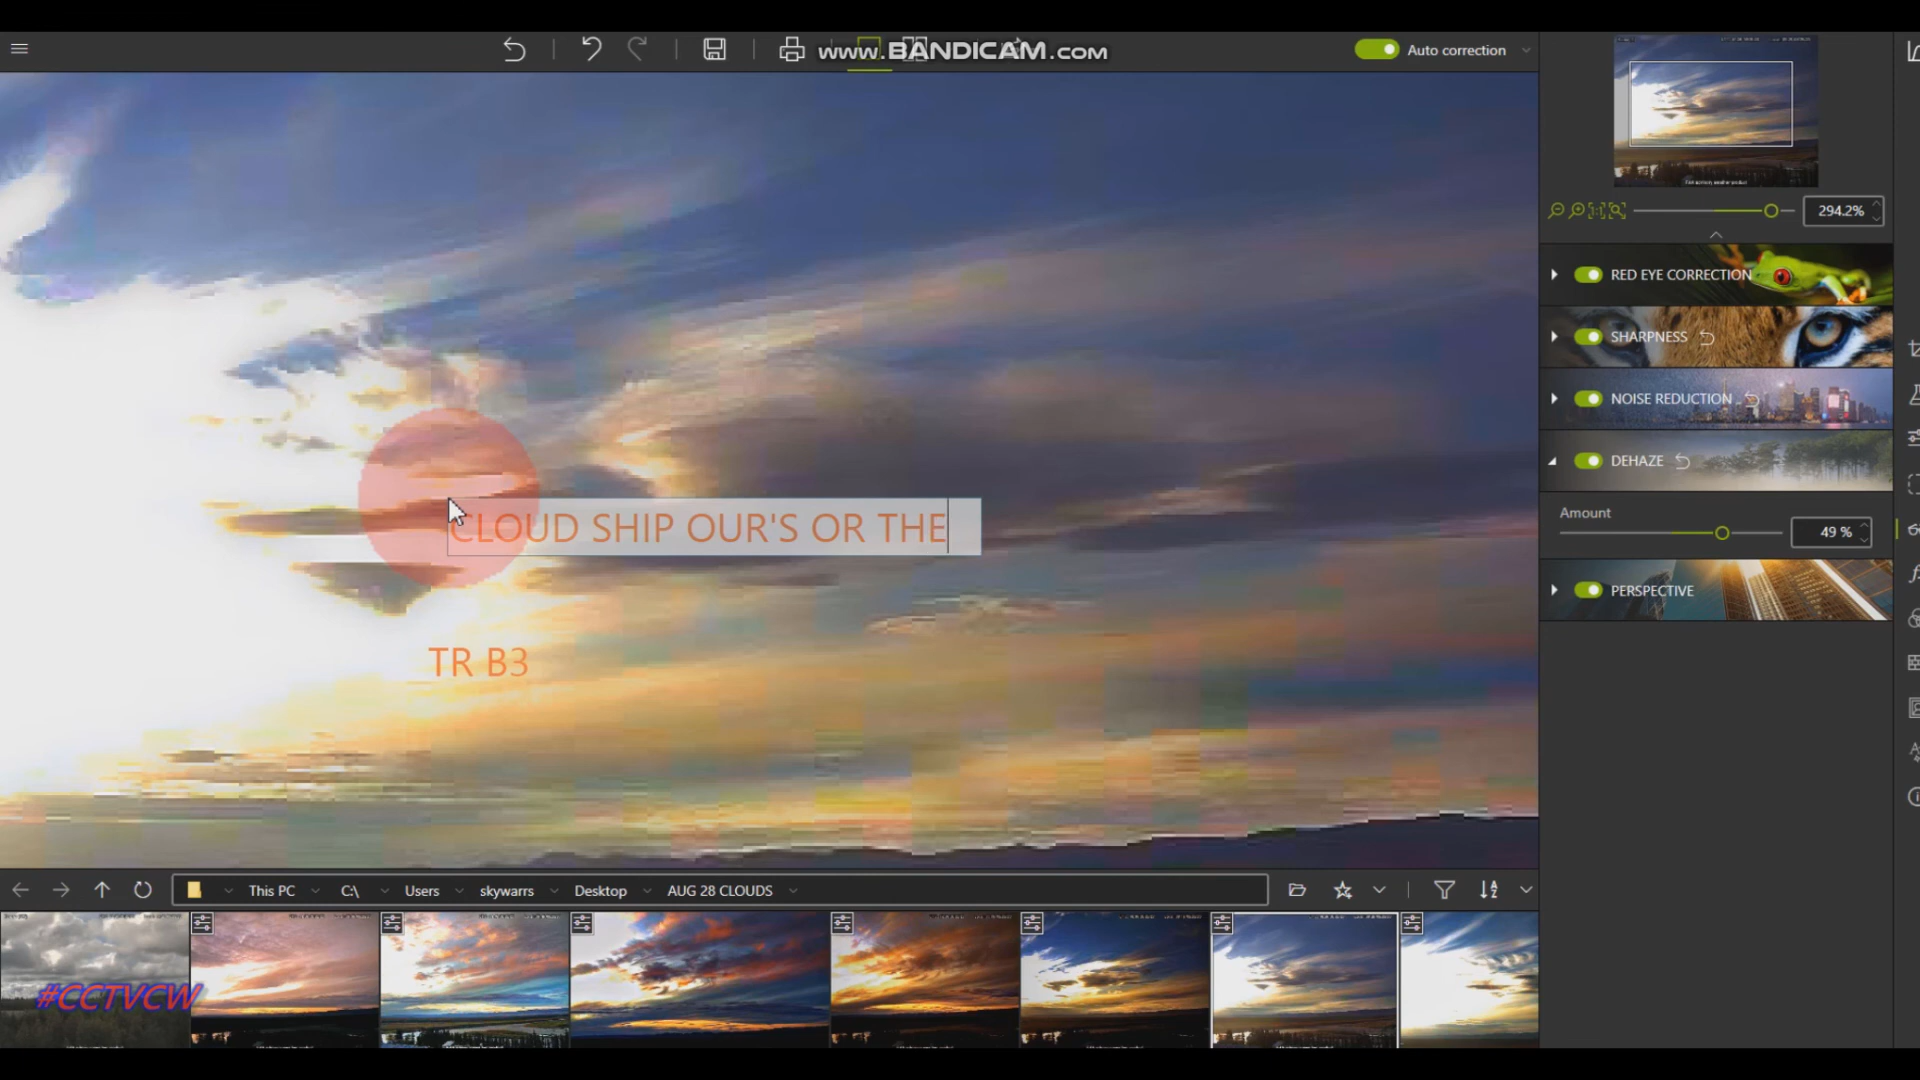 www.BANDICAM.com
Auto correction
294.2%
RED EYE CORRECTION
SHARPNESS
NOISE REDUCTION
DEHAZE
Amount
49 %
PERSPECTIVE
CLOUD SHIP OUR'S OR THE
TR B3
This PC
C:\
Users
skywarrs
Desktop
AUG 28 CLOUDS
#CCTVCW